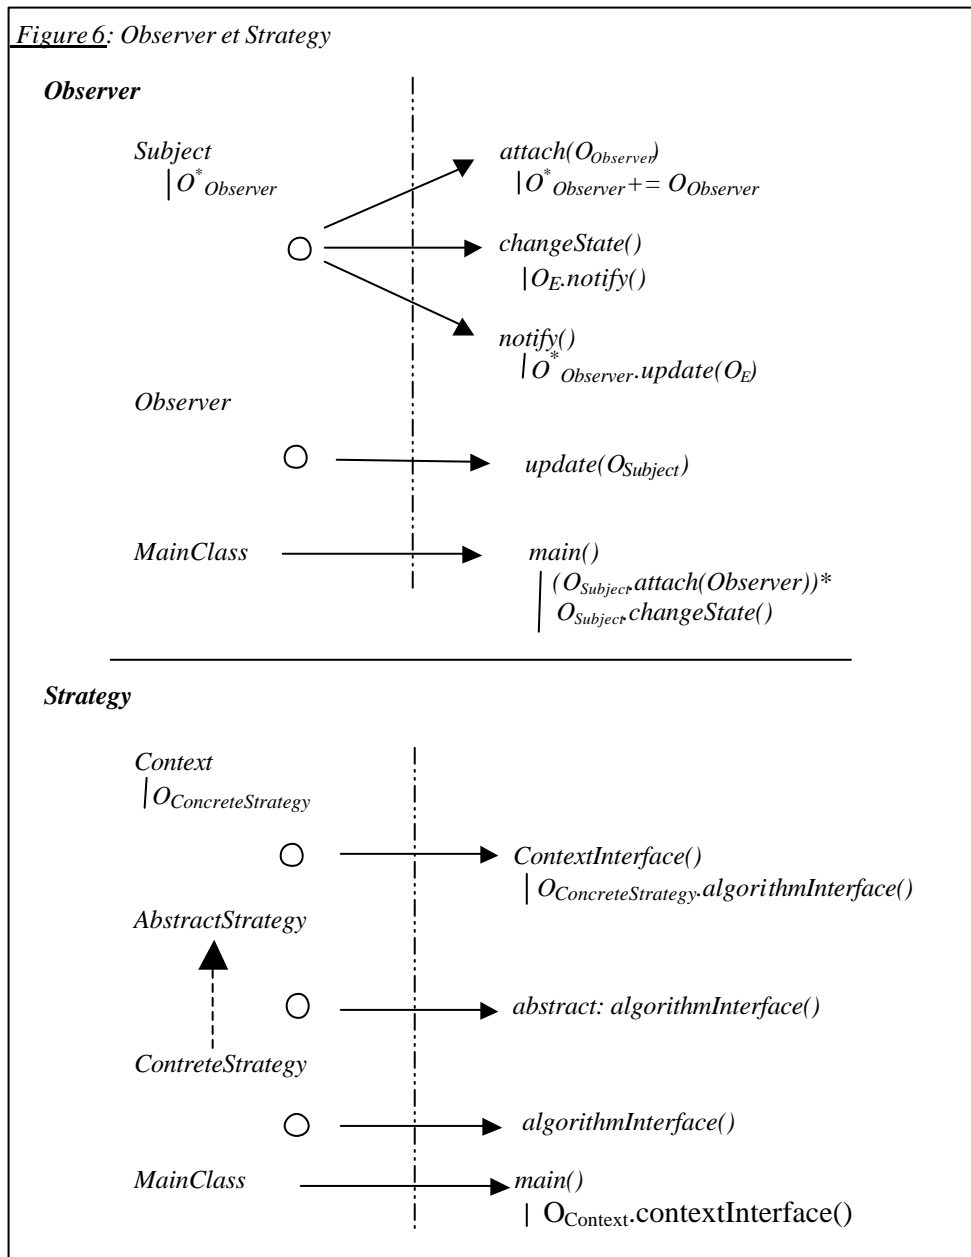 Figure 6: Observer et Strategy
Observer
Subject
|O*Observer
attach(OObserver)
|O*Observer += OObserver
changeState()
|OE.notify()
notify()
|O*Observer.update(OE)
Observer
update(OSubject)
MainClass
main()
(OSubject.attach(Observer))*
OSubject.changeState()
Strategy
Context
|OConcreteStrategy
ContextInterface()
| OConcreteStrategy.algorithmInterface()
AbstractStrategy
abstract: algorithmInterface()
ContreteStrategy
algorithmInterface()
MainClass
main()
| OContext.contextInterface()